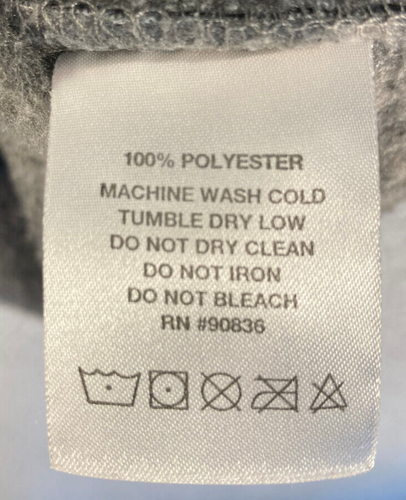 100% POLYESTER
MACHINE WASH COLD
TUMBLE DRY LOW
DO NOT DRY CLEAN
DO NOT IRON
DO NOT BLEACH
RN #90836